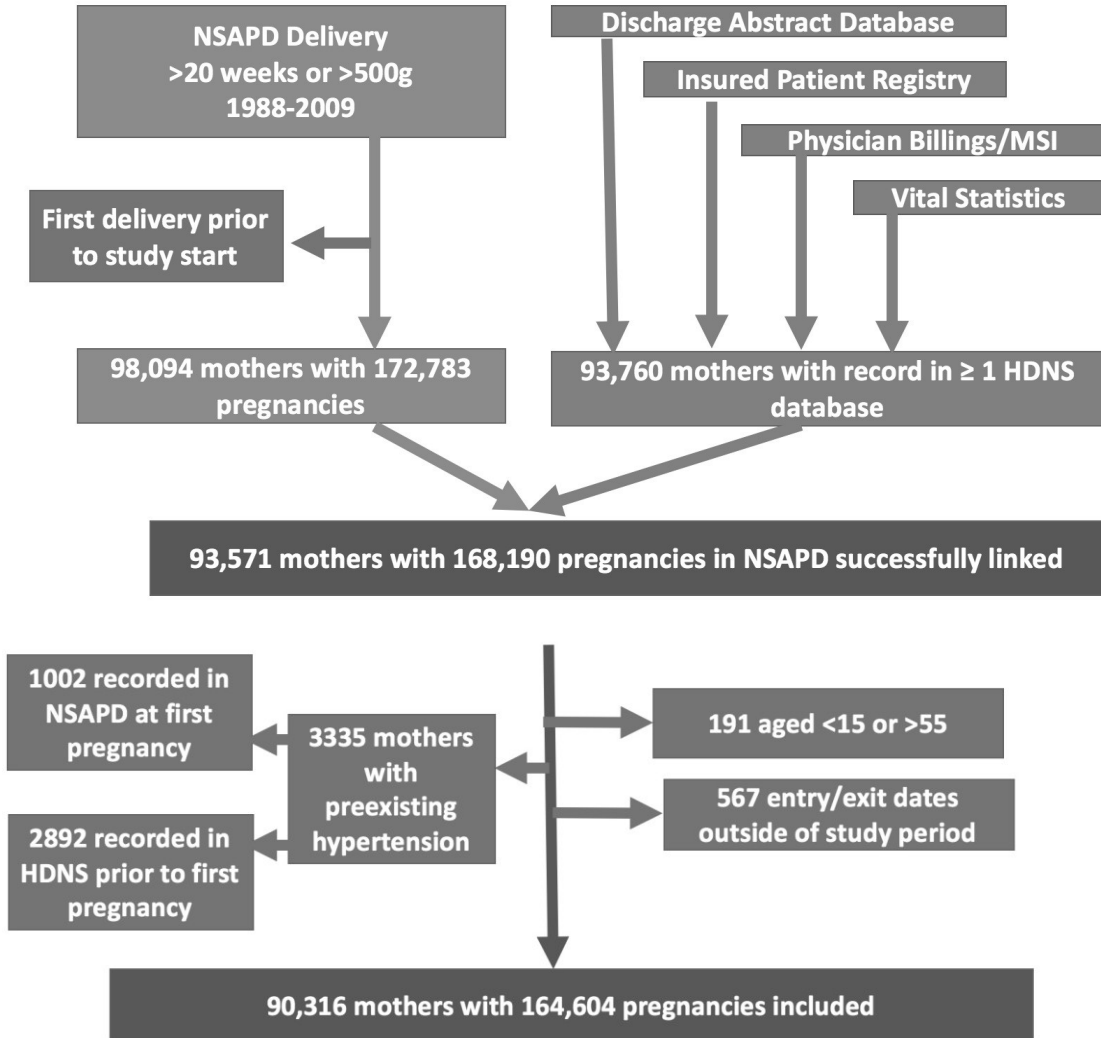 NSAPD Delivery
>20 weeks or >500g
1988-2009
Discharge Abstract Database
Insured Patient Registry
Physician Billings/MSI
Vital Statistics
First delivery prior
to study start
98,094 mothers with 172,783
pregnancies
93,760 mothers with record in ≥ 1 HDNS
database
93,571 mothers with 168,190 pregnancies in NSAPD successfully linked
1002 recorded in
NSAPD at first
pregnancy
3335 mothers
with
preexisting
hypertension
2892 recorded in
HDNS prior to first
pregnancy
191 aged <15 or >55
567 entry/exit dates
outside of study period
90,316 mothers with 164,604 pregnancies included